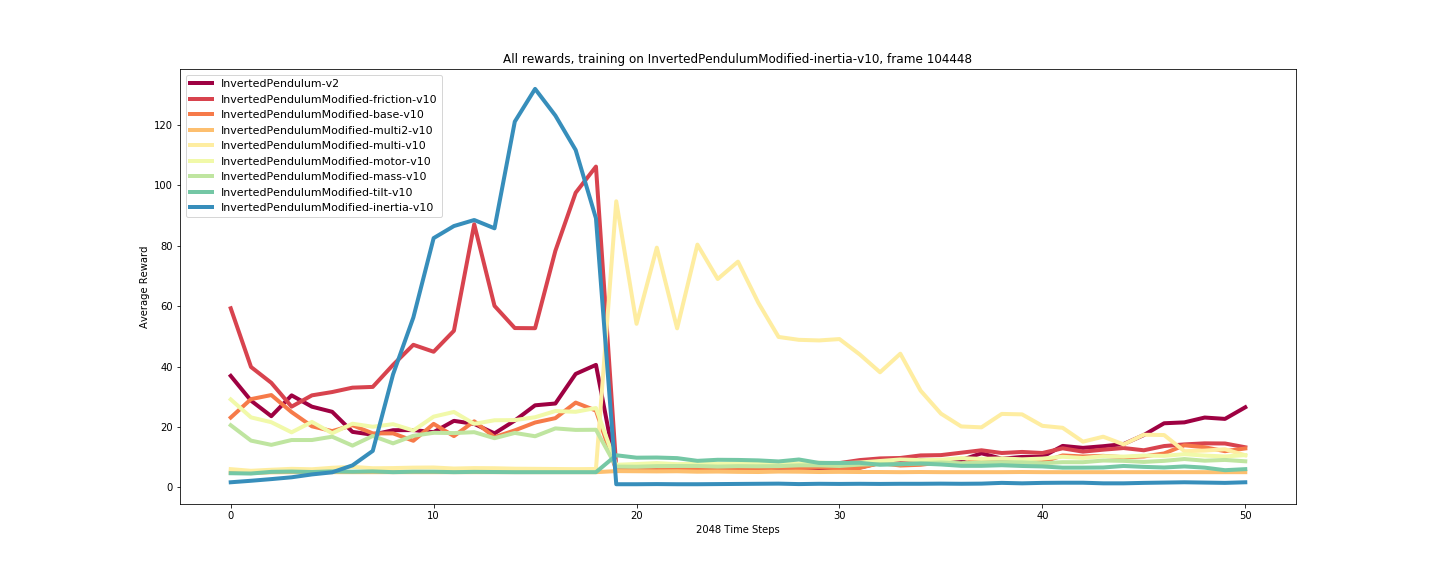 All rewards, training on InvertedPendulumModified-inertia-v10, frame 104448
InvertedPendulum-v2
InvertedPendulumModified-friction-v10
InvertedPendulumModified-base-v10
InvertedPendulumModified-multi2-v10
InvertedPendulumModified-multi-v10
InvertedPendulumModified-motor-v10
InvertedPendulumModified-mass-v10
InvertedPendulumModified-tilt-v10
InvertedPendulumModified-inertia-v10
Average Reward
120
100
80
60
40
20
0
0 10 20 30 40 50
2048 Time Steps